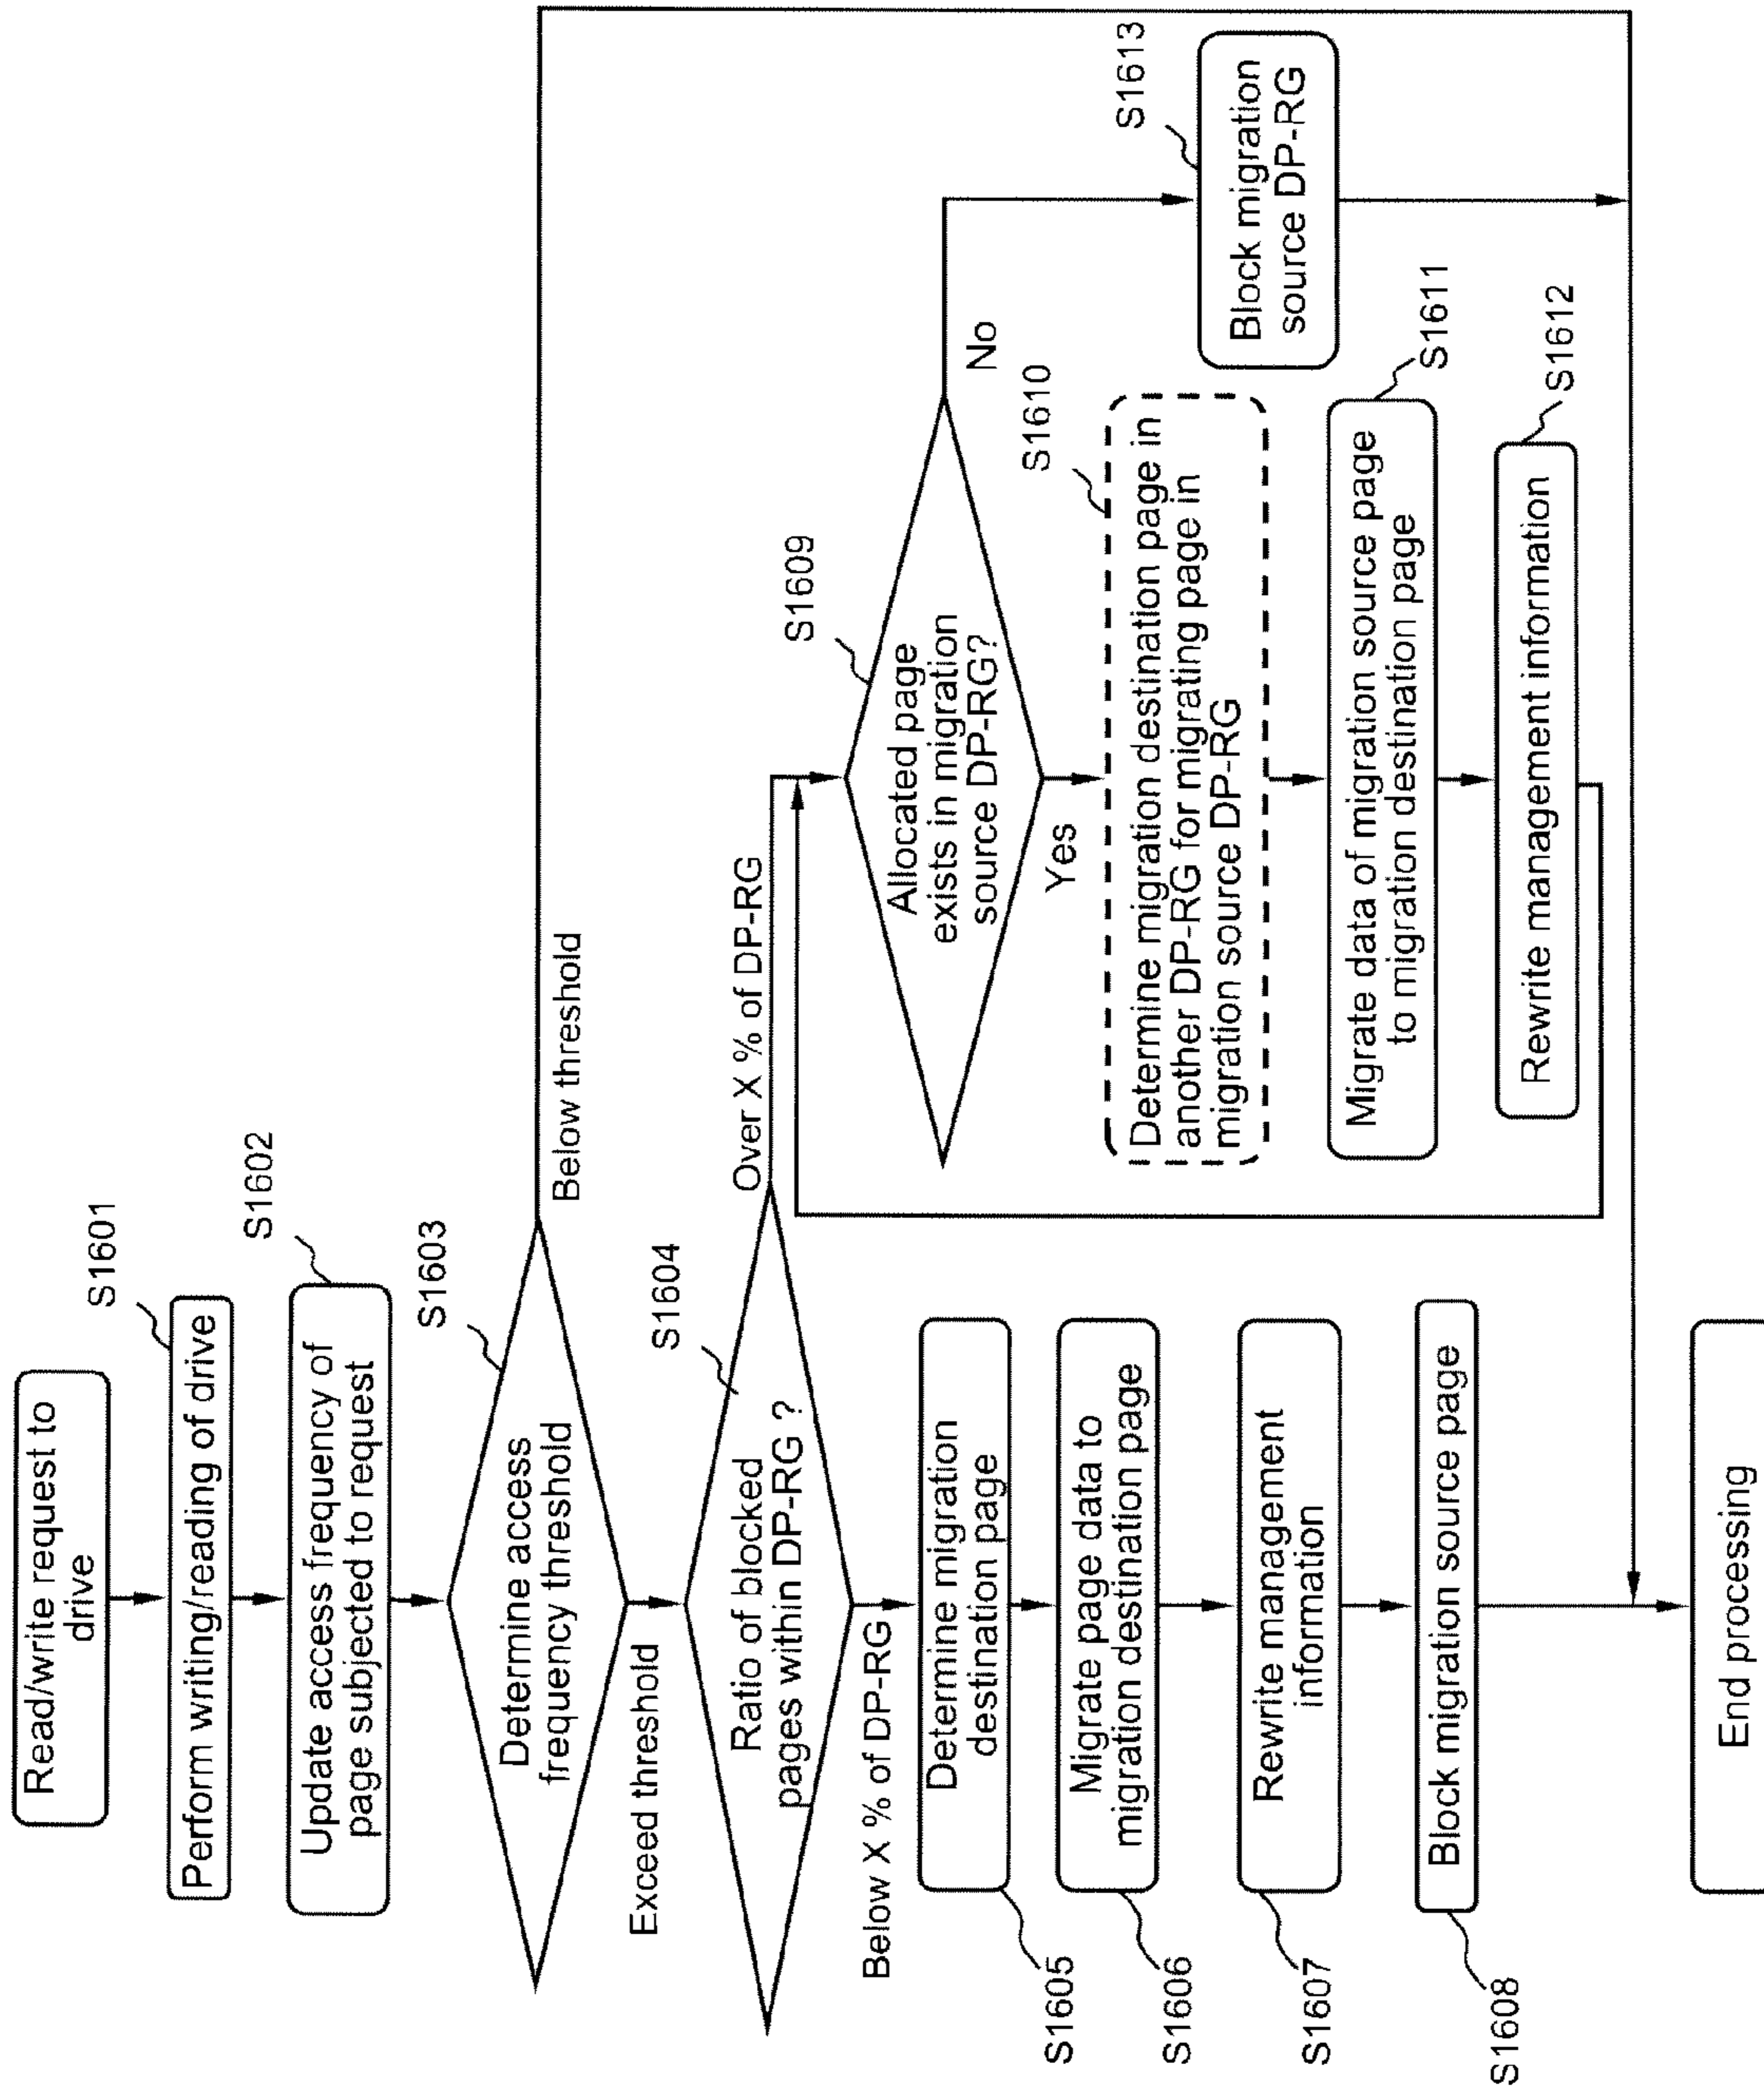 Read/write request to
drive
S1601
Perform writing/reading of drive
S1602
Update access frequency of
page subjected to request
S1603
Determine access
frequency threshold
Below threshold
Exceed threshold
S1604
Ratio of blocked
pages within DP-RG ?
Over X % of DP-RG
Below X % of DP-RG
S1605
Determine migration
destination page
S1606
Migrate page data to
migration destination page
S1607
Rewrite management
information
S1608
Block migration source page
End processing
S1609
Allocated page
exists in migration
source DP-RG?
No
Yes
S1610
Determine migration destination page in
another DP-RG for migrating page in
migration source DP-RG
S1611
Migrate data of migration source page
to migration destination page
S1612
Rewrite management information
S1613
Block migration
source DP-RG